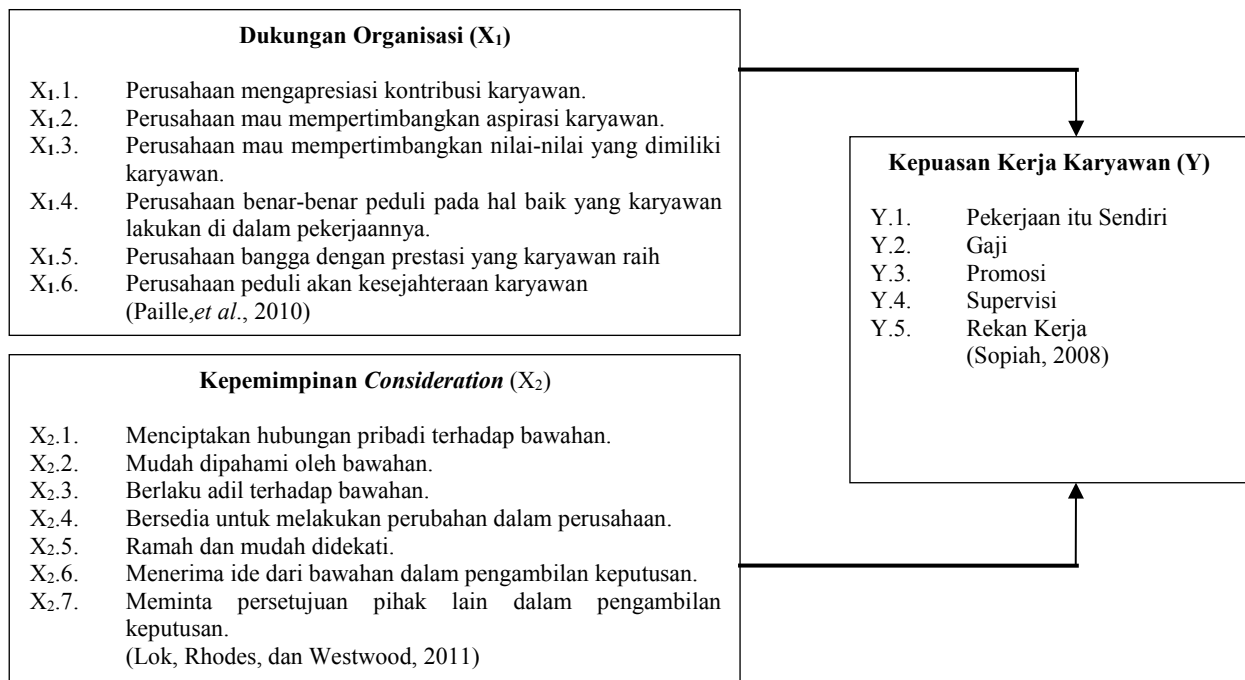 Dukungan Organisasi (X₁)
X₁.1. Perusahaan mengapresiasi kontribusi karyawan.
X₁.2. Perusahaan mau mempertimbangkan aspirasi karyawan.
X₁.3. Perusahaan mau mempertimbangkan nilai-nilai yang dimiliki
karyawan.
X₁.4. Perusahaan benar-benar peduli pada hal baik yang karyawan
lakukan di dalam pekerjaannya.
X₁.5. Perusahaan bangga dengan prestasi yang karyawan raih
X₁.6. Perusahaan peduli akan kesejahteraan karyawan
(Paille,et al., 2010)
Kepemimpinan Consideration (X₂)
X₂.1. Menciptakan hubungan pribadi terhadap bawahan.
X₂.2. Mudah dipahami oleh bawahan.
X₂.3. Berlaku adil terhadap bawahan.
X₂.4. Bersedia untuk melakukan perubahan dalam perusahaan.
X₂.5. Ramah dan mudah didekati.
X₂.6. Menerima ide dari bawahan dalam pengambilan keputusan.
X₂.7. Meminta persetujuan pihak lain dalam pengambilan
keputusan.
(Lok, Rhodes, dan Westwood, 2011)
Kepuasan Kerja Karyawan (Y)
Y.1. Pekerjaan itu Sendiri
Y.2. Gaji
Y.3. Promosi
Y.4. Supervisi
Y.5. Rekan Kerja
(Sopiah, 2008)